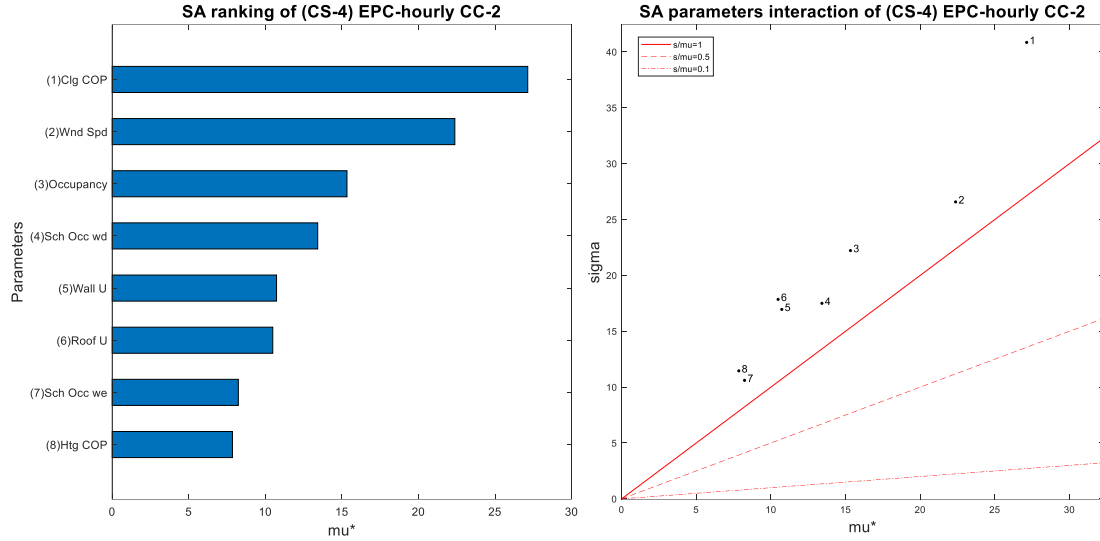 SA ranking of (CS-4) EPC-hourly CC-2
(1)Clg COP
(2)Wnd Spd
(3)Occupancy
(4)Sch Occ wd
(5)Wall U
(6)Roof U
(7)Sch Occ we
(8)Htg COP
Parameters
0 5 10 15 20 25 30
mu*
SA parameters interaction of (CS-4) EPC-hourly CC-2
s/mu=1
s/mu=0.5
s/mu=0.1
40
35
30
25
20
15
10
5
0
sigma
1
2
3
4
6
5
8
7
0 5 10 15 20 25 30
mu*